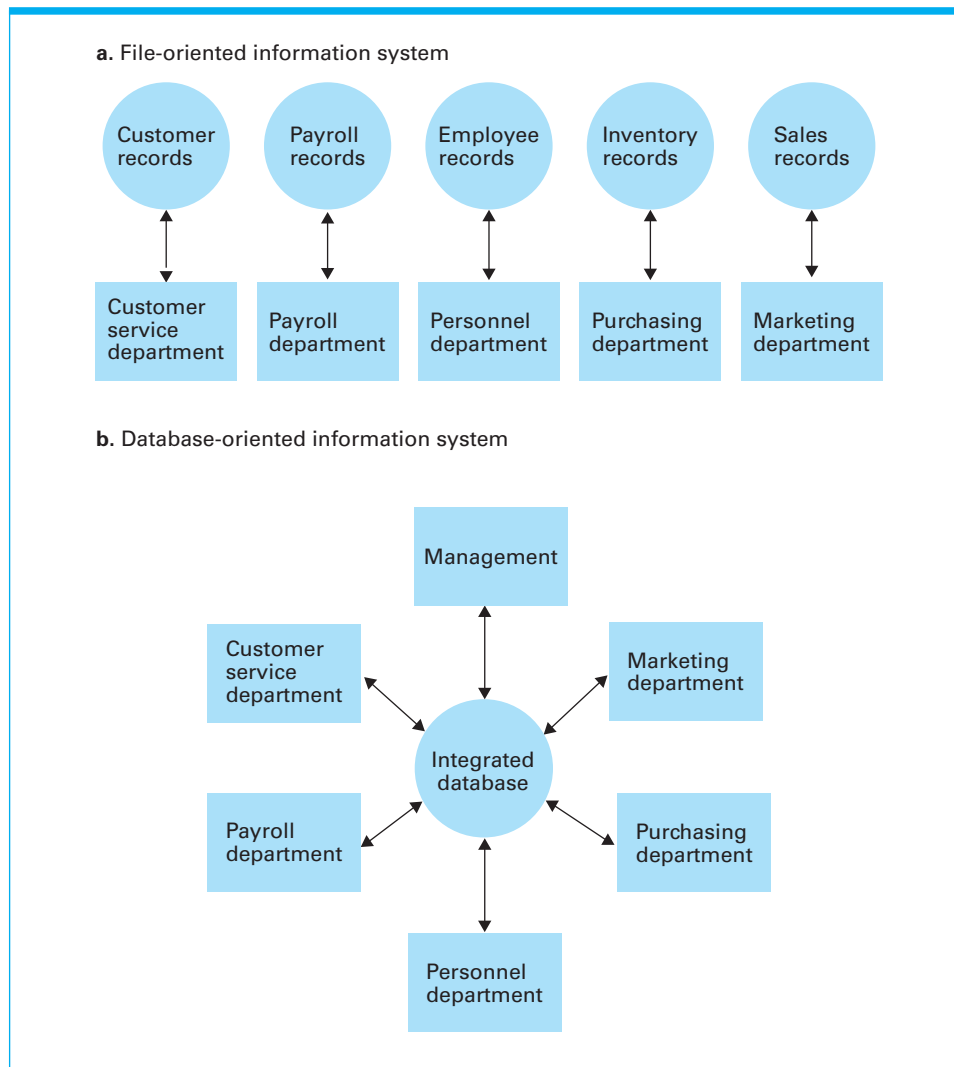 a. File-oriented information system
Customer
records
Payroll
records
Employee
records
Inventory
records
Sales
records
Customer
service
department
Payroll
department
Personnel
department
Purchasing
department
Marketing
department
b. Database-oriented information system
Management
Customer
service
department
Marketing
department
Integrated
database
Payroll
department
Purchasing
department
Personnel
department